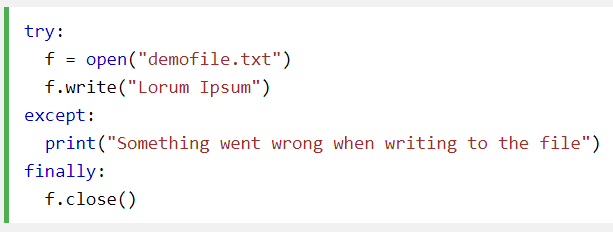 try:
  f = open("demofile.txt")
  f.write("Lorum Ipsum")
except:
  print("Something went wrong when writing to the file")
finally:
  f.close()